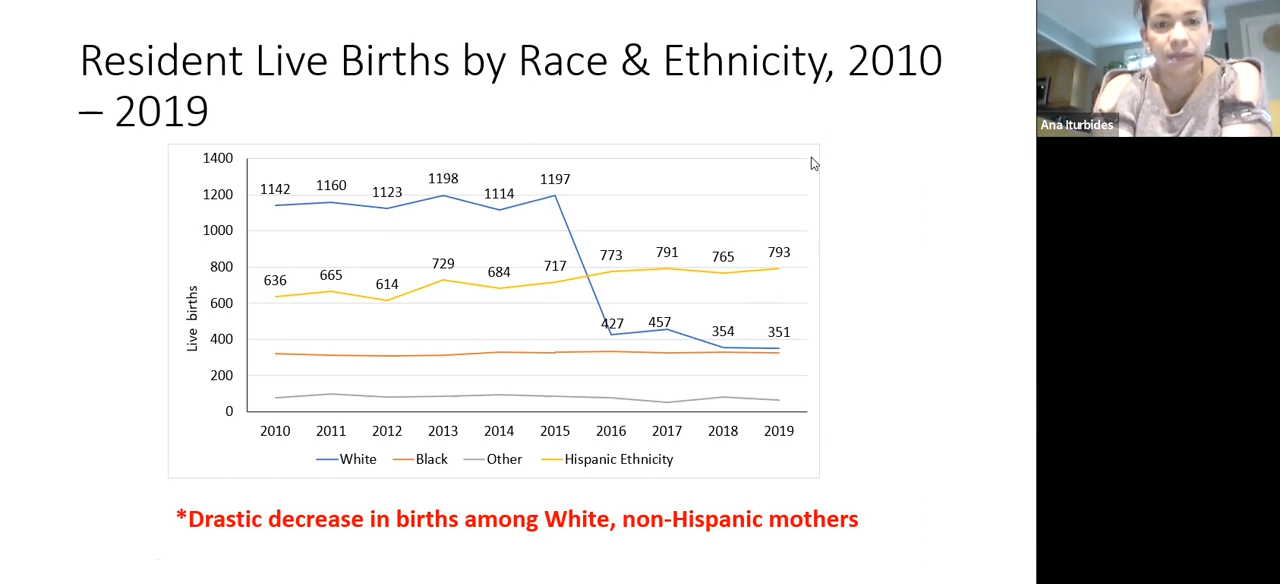 Resident Live Births by Race & Ethnicity, 2010
– 2019
Ana Iturbides
1400
1200
1000
800
600
400
200
0
Live births
1142 1160 1123 1198 1114 1197
636 665 614 729 684 717 773 791 765 793
427 457 354 351
2010 2011 2012 2013 2014 2015 2016 2017 2018 2019
White Black Other Hispanic Ethnicity
*Drastic decrease in births among White, non-Hispanic mothers